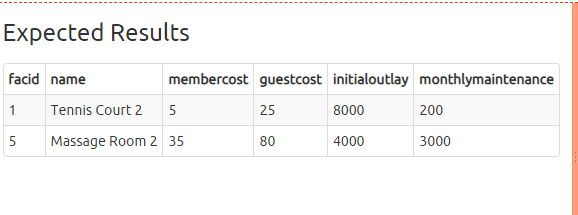 Expected Results
facid name membercost guestcost initialoutlay monthlymaintenance
1 Tennis Court 2 5 25 8000 200
5 Massage Room 2 35 80 4000 3000